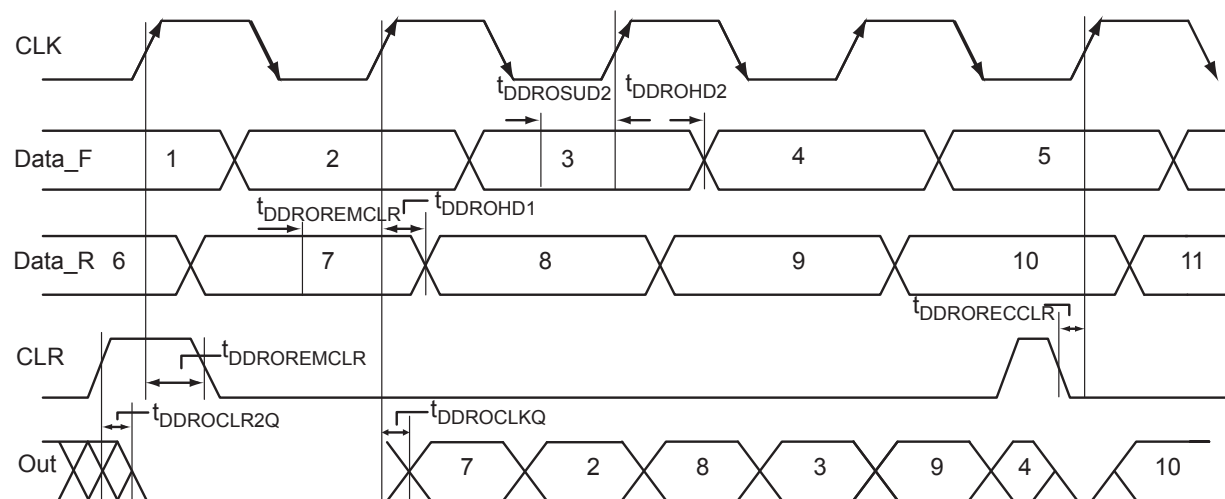 CLK
tDDROSUD2 tDDROHD2
Data_F 1 2 3 4 5
tDDROREMCLR tDDROHD1
Data_R 6 7 8 9 10 11
tDDRORECCLR
CLR tDDROREMCLR
tDDROCLR2Q tDDROCLKQ
Out 7 2 8 3 9 4 10